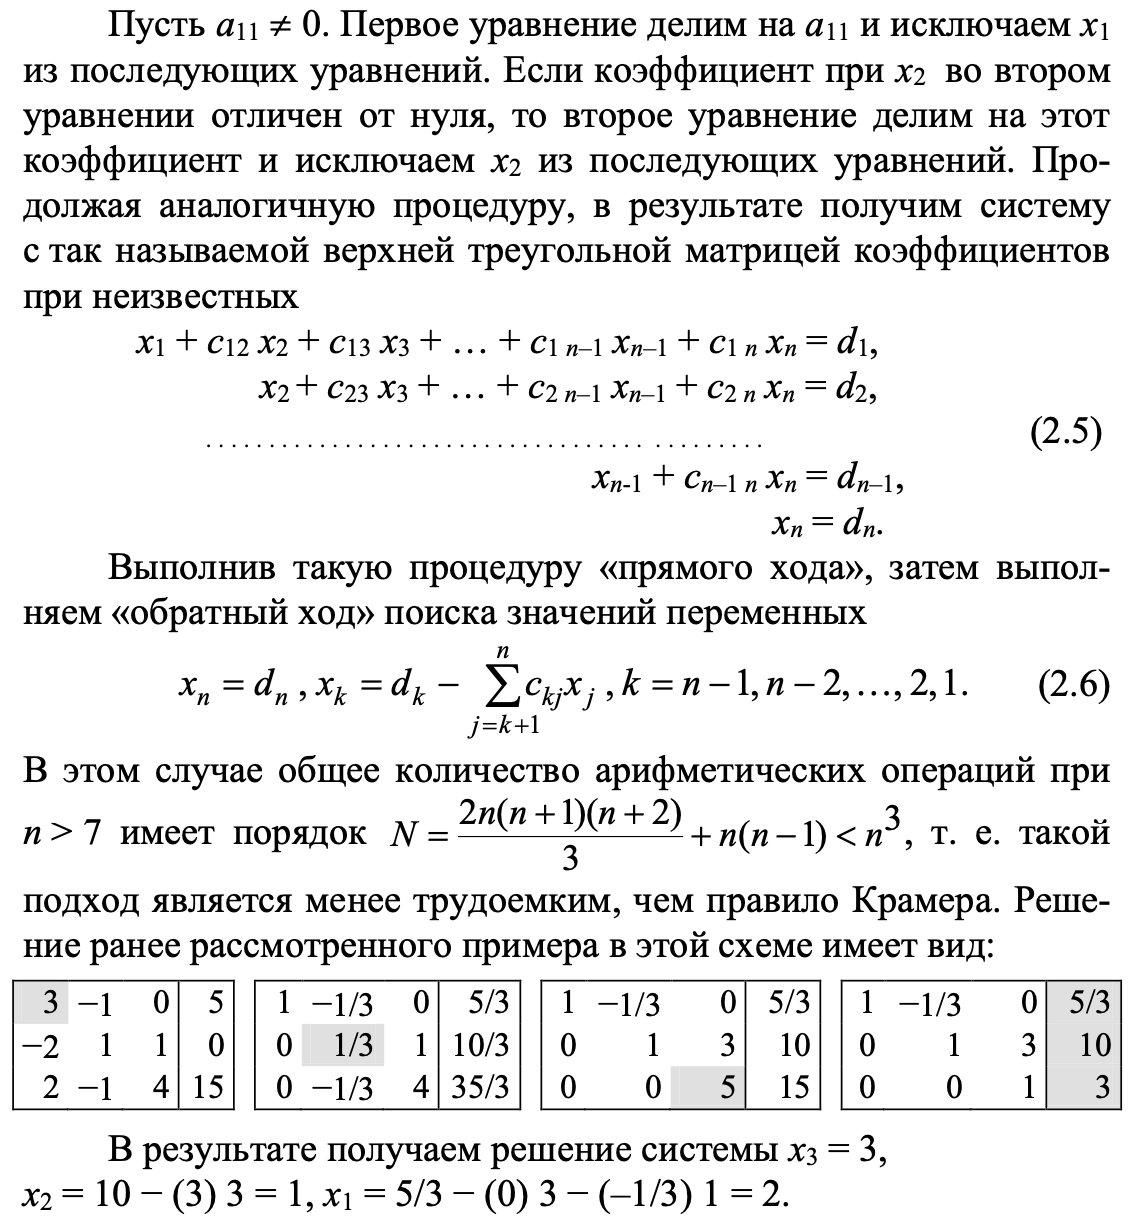 Пусть a11 ≠ 0. Первое уравнение делим на a11 и исключаем x1
из последующих уравнений. Если коэффициент при x2 во втором
уравнении отличен от нуля, то второе уравнение делим на этот
коэффициент и исключаем x2 из последующих уравнений. Про-
должая аналогичную процедуру, в результате получим систему
с так называемой верхней треугольной матрицей коэффициентов
при неизвестных
x1 + c12 x2 + c13 x3 + … + c1 n–1 xn–1 + c1 n xn = d1,
x2 + c23 x3 + … + c2 n–1 xn–1 + c2 n xn = d2,
………………………………………… (2.5)
xn-1 + cn–1 n xn = dn–1,
xn = dn.
Выполнив такую процедуру «прямого хода», затем выпол-
няем «обратный ход» поиска значений переменных
xn = dn , xk = dk − ∑_{j=k+1}^{n} ckj xj , k = n − 1, n − 2, …, 2, 1. (2.6)
В этом случае общее количество арифметических операций при
n > 7 имеет порядок N = 2n(n + 1)(n + 2)/3 + n(n − 1) < n³, т. е. такой
подход является менее трудоемким, чем правило Крамера. Реше-
ние ранее рассмотренного примера в этой схеме имеет вид:
3 −1 0 5 1 −1/3 0 5/3 1 −1/3 0 5/3 1 −1/3 0 5/3
−2 1 1 0 0 1/3 1 10/3 0 1 3 10 0 1 3 10
2 −1 4 15 0 −1/3 4 35/3 0 0 5 15 0 0 1 3
В результате получаем решение системы x3 = 3,
x2 = 10 − (3) 3 = 1, x1 = 5/3 − (0) 3 − (–1/3) 1 = 2.